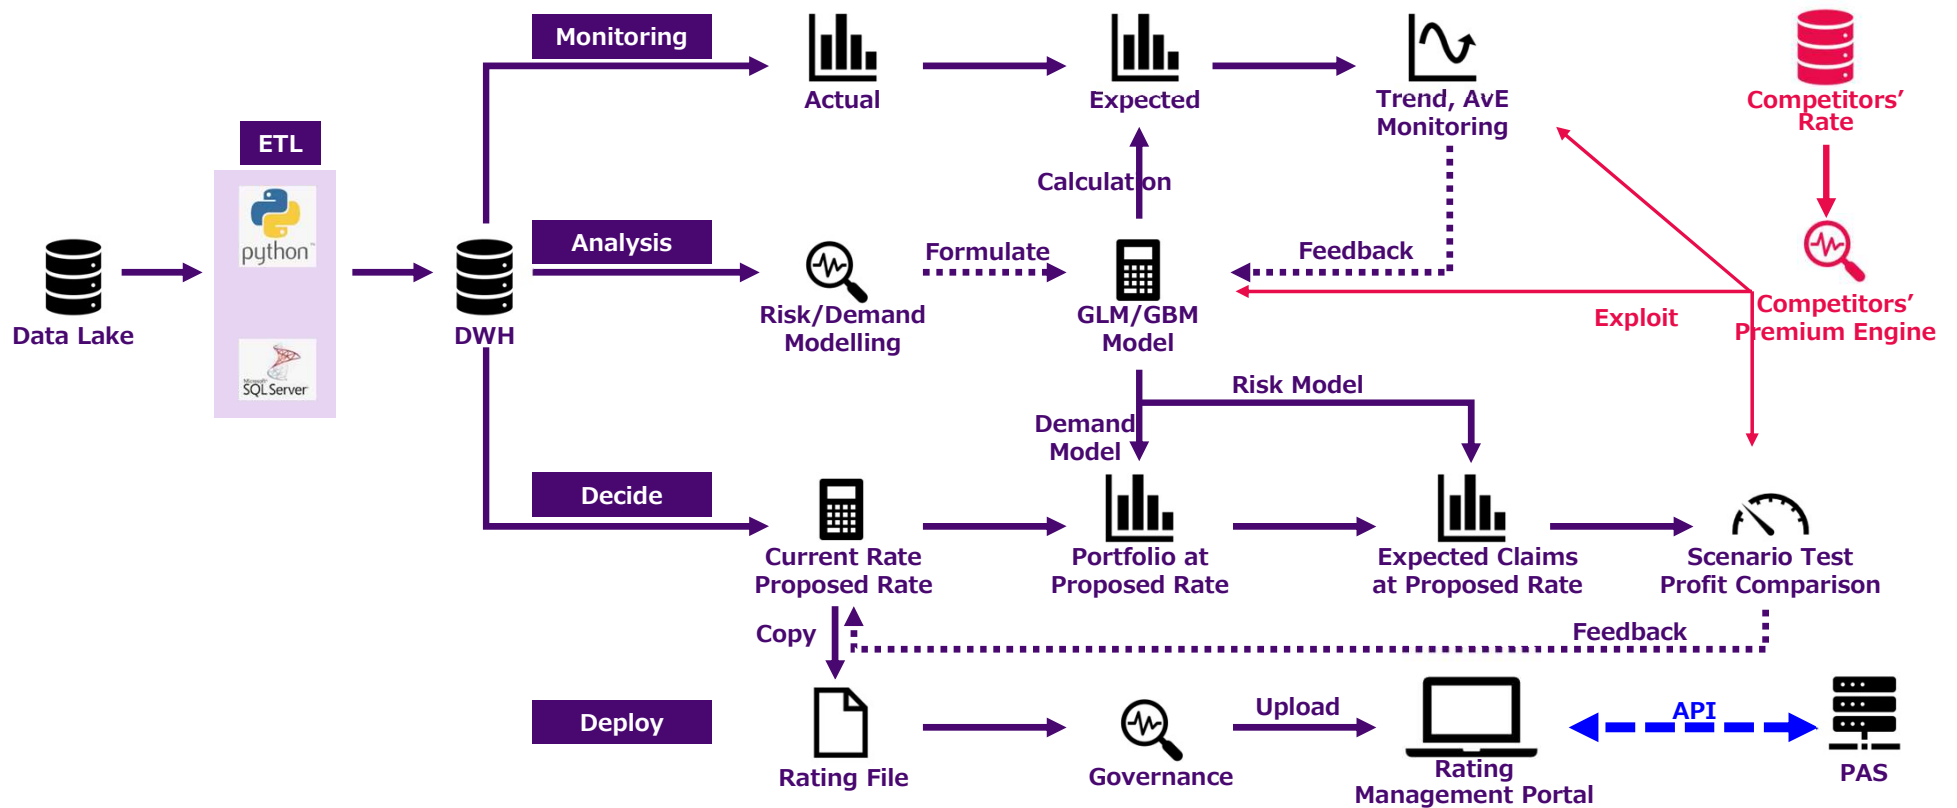 Monitoring
Actual
Expected
Trend, AvE
Monitoring
Competitors’
Rate
ETL
python™
Microsoft®
SQL Server®
Calculation
Analysis
Formulate
Feedback
Data Lake
DWH
Risk/Demand
Modelling
GLM/GBM
Model
Exploit
Competitors’
Premium Engine
Risk Model
Demand
Model
Decide
Current Rate
Proposed Rate
Portfolio at
Proposed Rate
Expected Claims
at Proposed Rate
Scenario Test
Profit Comparison
Copy
Feedback
Deploy
Upload
API
Rating File
Governance
Rating
Management Portal
PAS